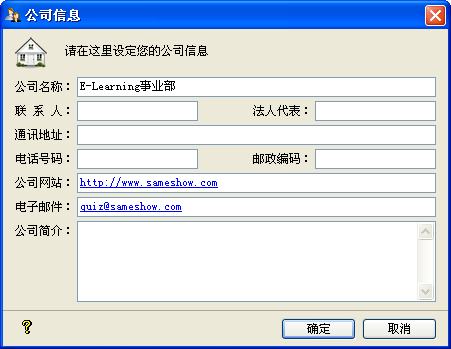 公司信息
请在这里设定您的公司信息
公司名称： E-Learning事业部
联 系 人： 法人代表：
通讯地址：
电话号码： 邮政编码：
公司网站： http://www.sameshow.com
电子邮件： quiz@sameshow.com
公司简介：
? 确定 取消